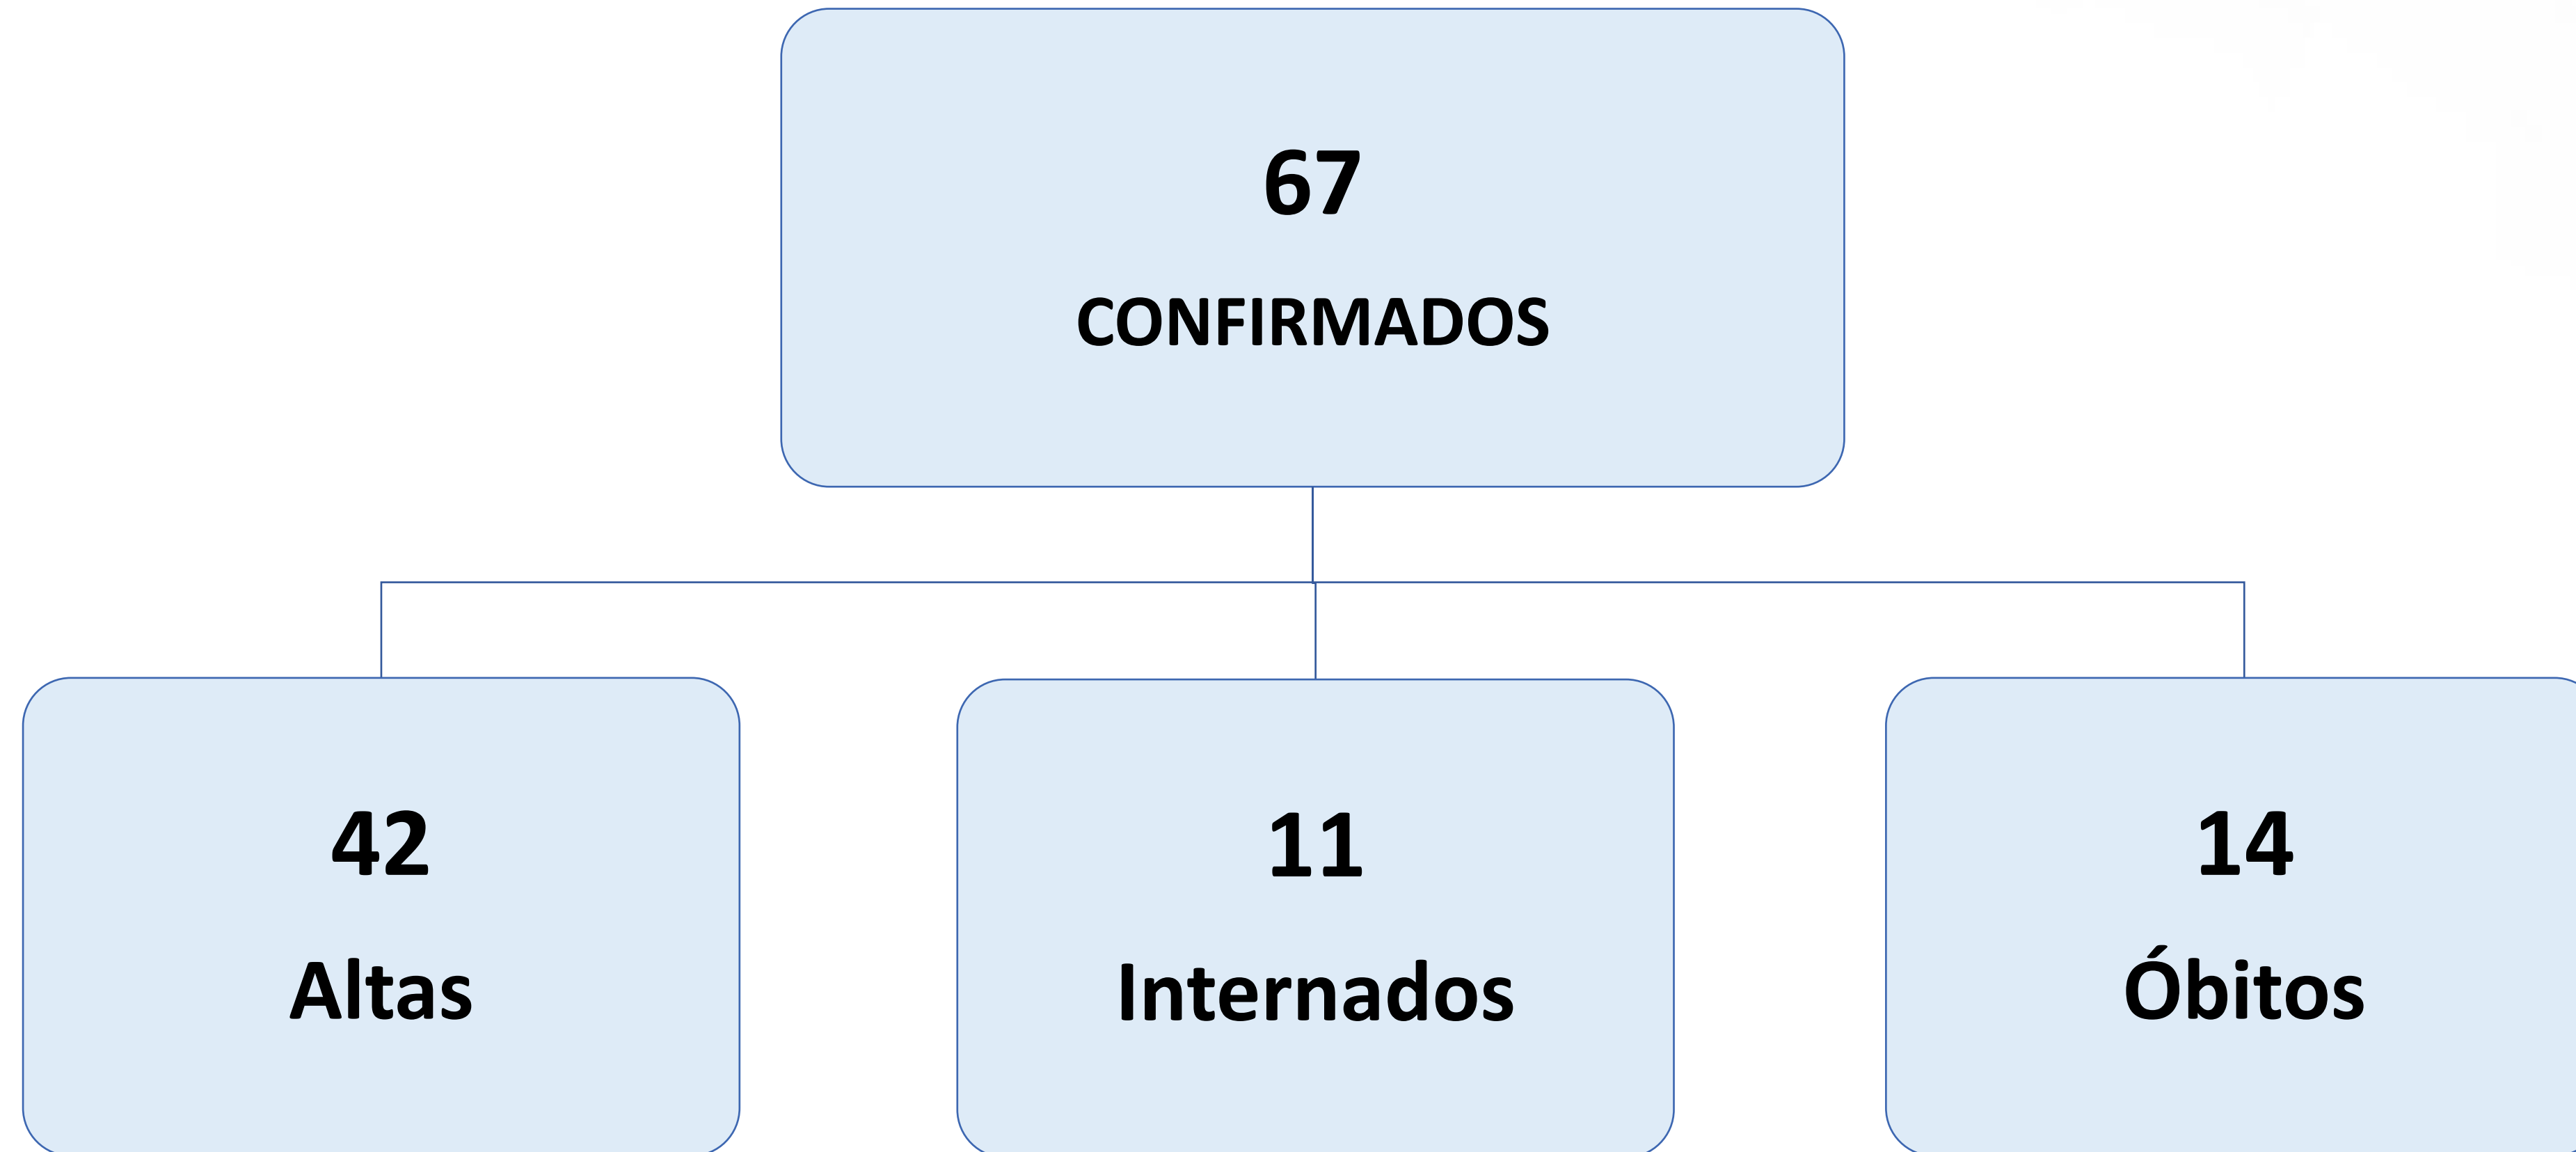 67
CONFIRMADOS
42
Altas
11
Internados
14
Óbitos